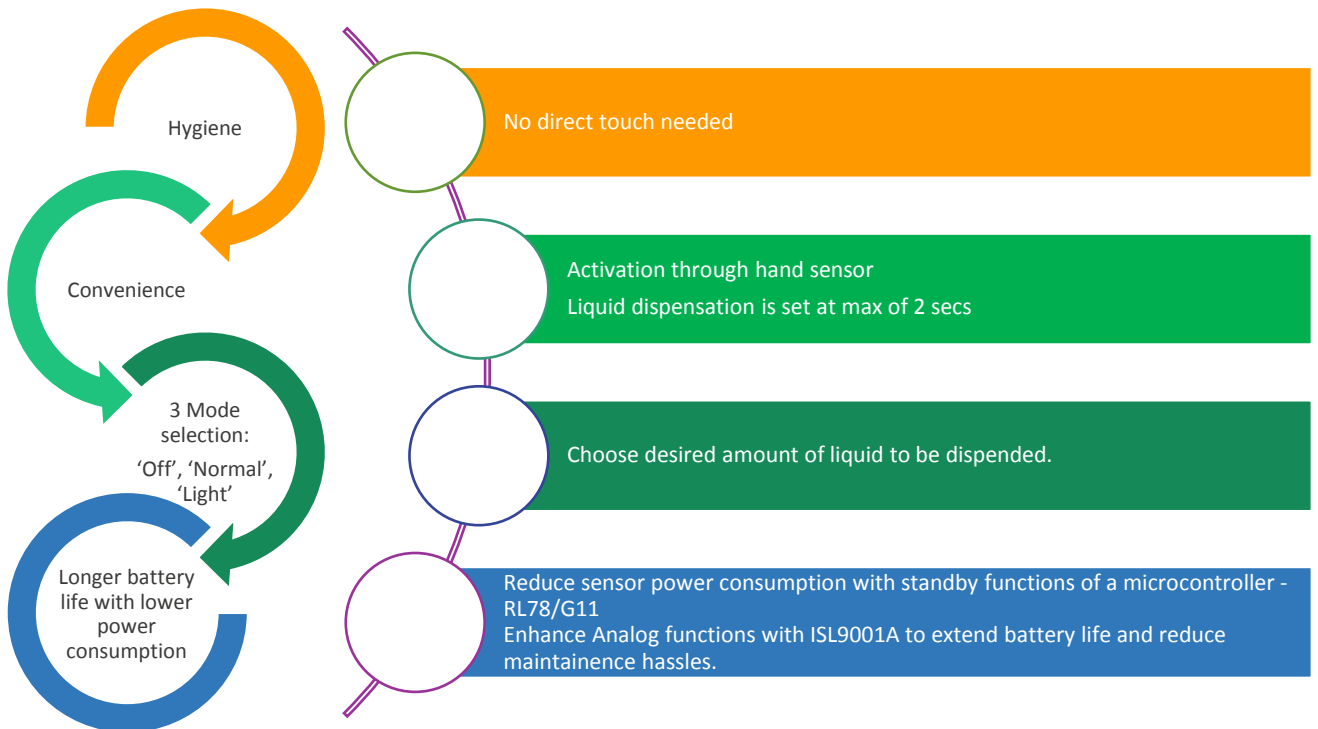 Hygiene
No direct touch needed
Convenience
Activation through hand sensor
Liquid dispensation is set at max of 2 secs
3 Mode
selection:
‘Off’, ‘Normal’,
‘Light’
Choose desired amount of liquid to be dispended.
Longer battery
life with lower
power
consumption
Reduce sensor power consumption with standby functions of a microcontroller -
RL78/G11
Enhance Analog functions with ISL9001A to extend battery life and reduce
maintainence hassles.